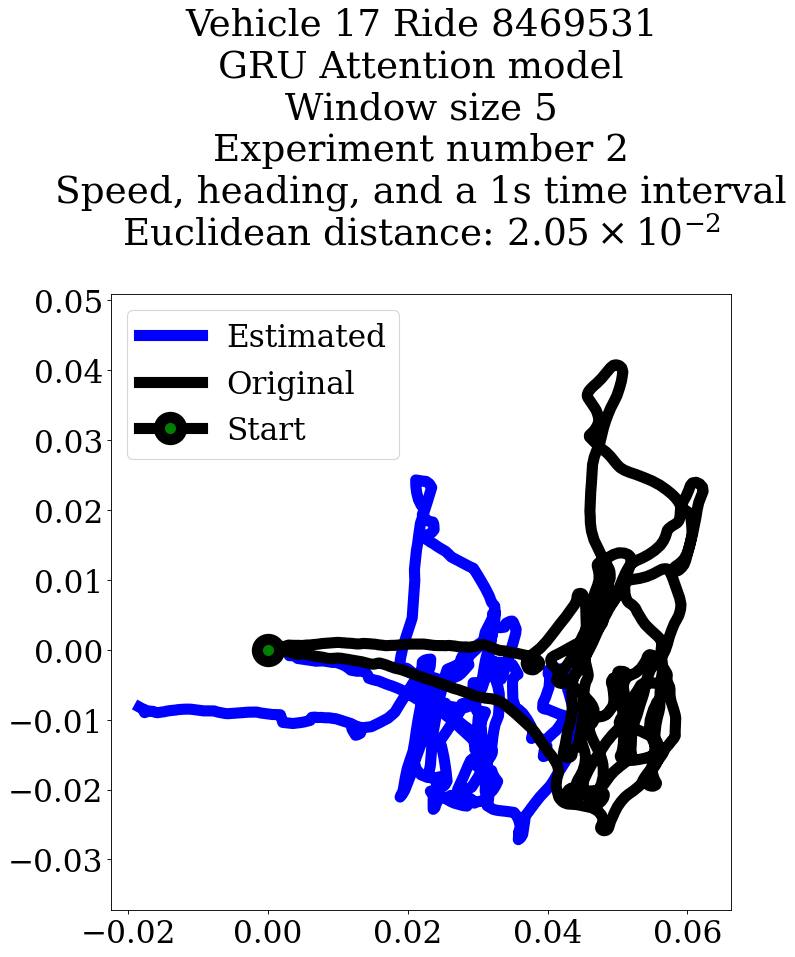 Vehicle 17 Ride 8469531
GRU Attention model
Window size 5
Experiment number 2
Speed, heading, and a 1s time interval
Euclidean distance: 2.05 × 10⁻²
0.05
0.04
0.03
0.02
0.01
0.00
−0.01
−0.02
−0.03
Estimated
Original
Start
−0.02
0.00
0.02
0.04
0.06